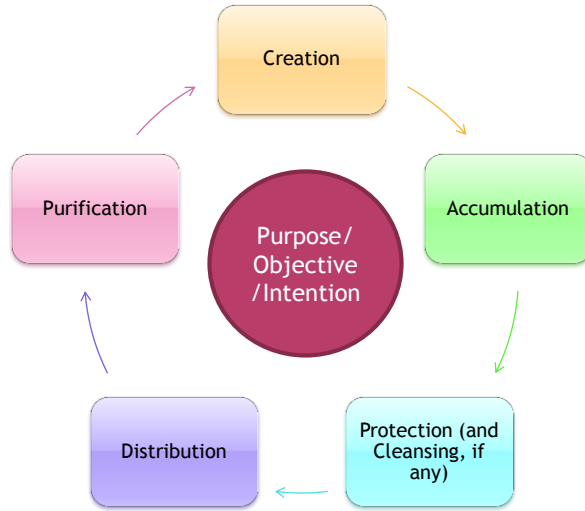 Creation
Accumulation
Protection (and
Cleansing, if
any)
Distribution
Purification
Purpose/
Objective
/Intention